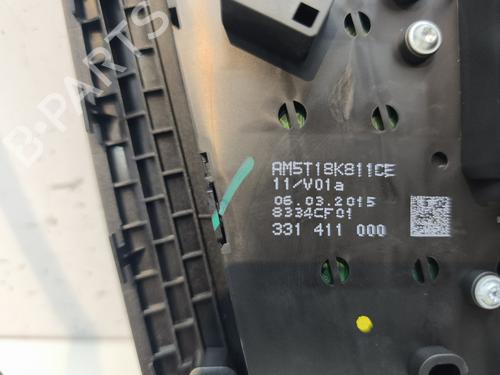 B-PARTS
AM5T18K811CE
11/V01a
06.03.2015
8334CF01
331 411 000